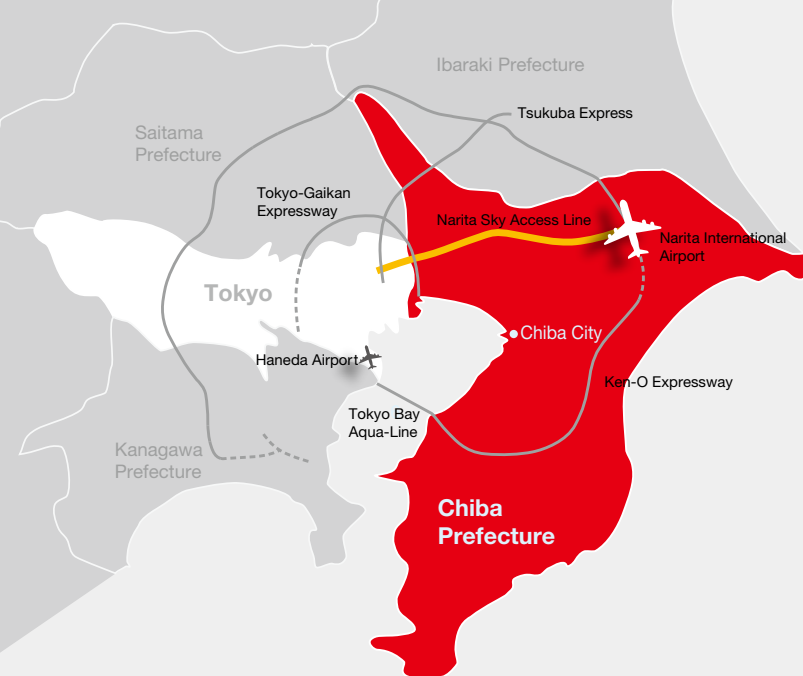 Ibaraki Prefecture
Tsukuba Express
Saitama
Prefecture
Tokyo-Gaikan
Expressway
Narita Sky Access Line
Narita International
Airport
Tokyo
Chiba City
Haneda Airport
Ken-O Expressway
Tokyo Bay
Aqua-Line
Kanagawa
Prefecture
Chiba
Prefecture